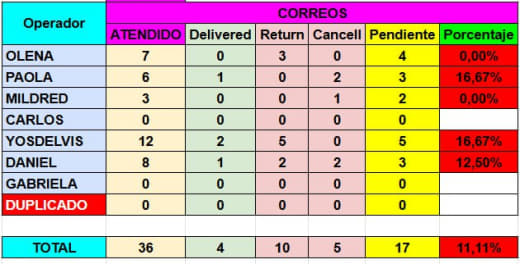 Operador CORREOS
ATENDIDO Delivered Return Cancell Pendiente Porcentaje
OLENA 7 0 3 0 4 0,00%
PAOLA 6 1 0 2 3 16,67%
MILDRED 3 0 0 1 2 0,00%
CARLOS 0 0 0 0 0
YOSDELVIS 12 2 5 0 5 16,67%
DANIEL 8 1 2 2 3 12,50%
GABRIELA 0 0 0 0 0
DUPLICADO 0 0 0 0 0
TOTAL 36 4 10 5 17 11,11%